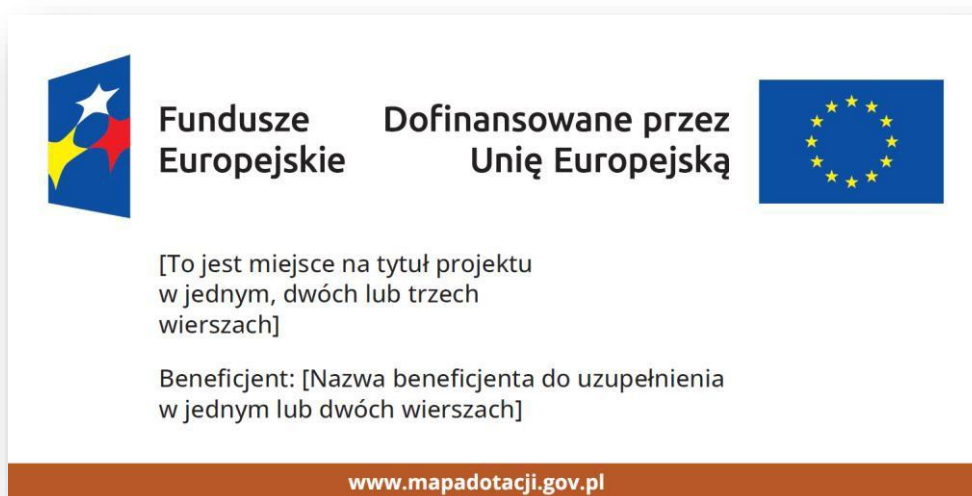 Fundusze
Europejskie
Dofinansowane przez
Unię Europejską
[To jest miejsce na tytuł projektu
w jednym, dwóch lub trzech
wierszach]
Beneficjent: [Nazwa beneficjenta do uzupełnienia
w jednym lub dwóch wierszach]
www.mapadotacji.gov.pl